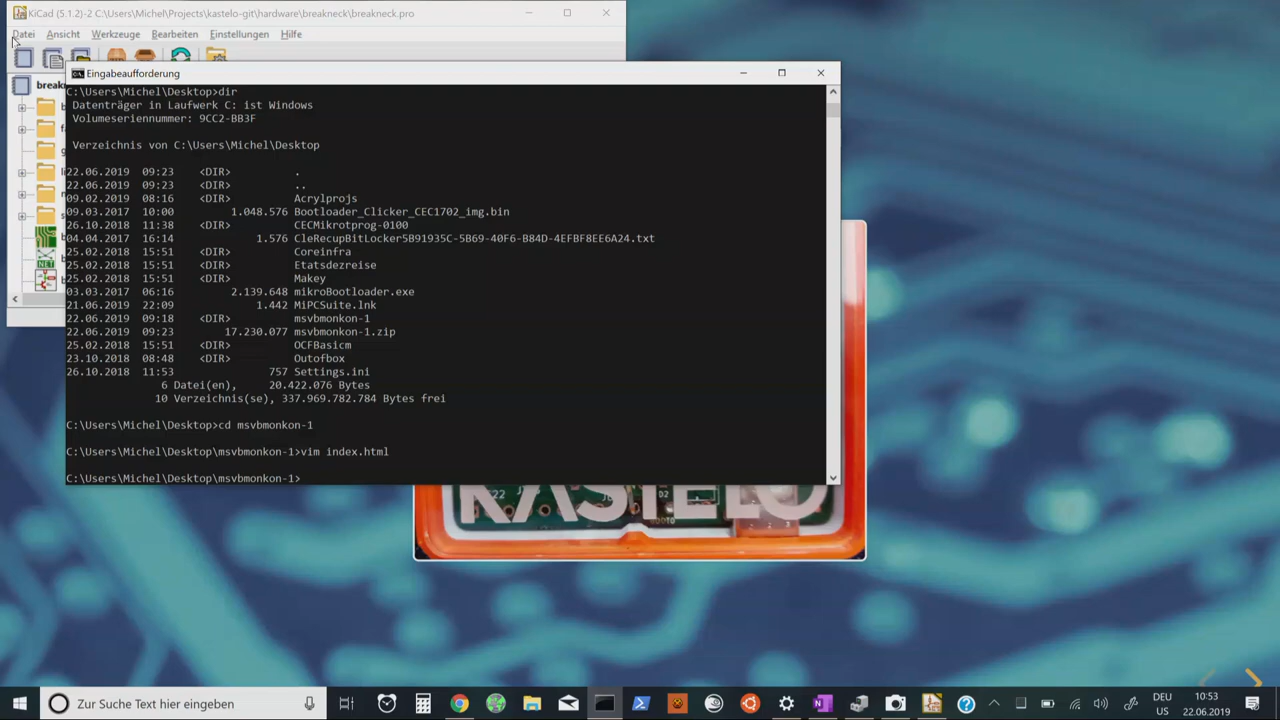 KiCad (5.1.2)-2 C:\Users\Michel\Projects\kastelo-git\hardware\breakneck\breakneck.pro
Datei Ansicht Werkzeuge Bearbeiten Einstellungen Hilfe
Eingabeaufforderung
C:\Users\Michel\Desktop>dir
Datenträger in Laufwerk C: ist Windows
Volumeseriennummer: 9CC2-BB3F
Verzeichnis von C:\Users\Michel\Desktop
22.06.2019 09:23 <DIR> .
22.06.2019 09:23 <DIR> ..
09.02.2019 08:16 <DIR> Acrylprojs
09.03.2017 10:00 1.048.576 Bootloader_Clicker_CEC1702_img.bin
26.10.2018 11:38 <DIR> CECMikrotprog-0100
04.04.2017 16:14 1.576 CleRecupBitLocker5B91935C-5B69-40F6-B84D-4EFBF8EE6A24.txt
25.02.2018 15:51 <DIR> Coreinfra
25.02.2018 15:51 <DIR> Etatsdezreise
25.02.2018 15:51 <DIR> Makey
03.03.2017 06:16 2.139.648 mikroBootloader.exe
21.06.2019 22:09 1.442 MiPCSuite.lnk
22.06.2019 09:18 <DIR> msvbmonkon-1
22.06.2019 09:23 17.230.077 msvbmonkon-1.zip
25.02.2018 15:51 <DIR> OCFBasicm
23.10.2018 08:48 <DIR> Outofbox
26.10.2018 11:53 757 Settings.ini
6 Datei(en), 20.422.076 Bytes
10 Verzeichnis(se), 337.969.782.784 Bytes frei
C:\Users\Michel\Desktop>cd msvbmonkon-1
C:\Users\Michel\Desktop\msvbmonkon-1>vim index.html
C:\Users\Michel\Desktop\msvbmonkon-1>
KASTELO
D2
Zur Suche Text hier eingeben
DEU 10:53
US 22.06.2019